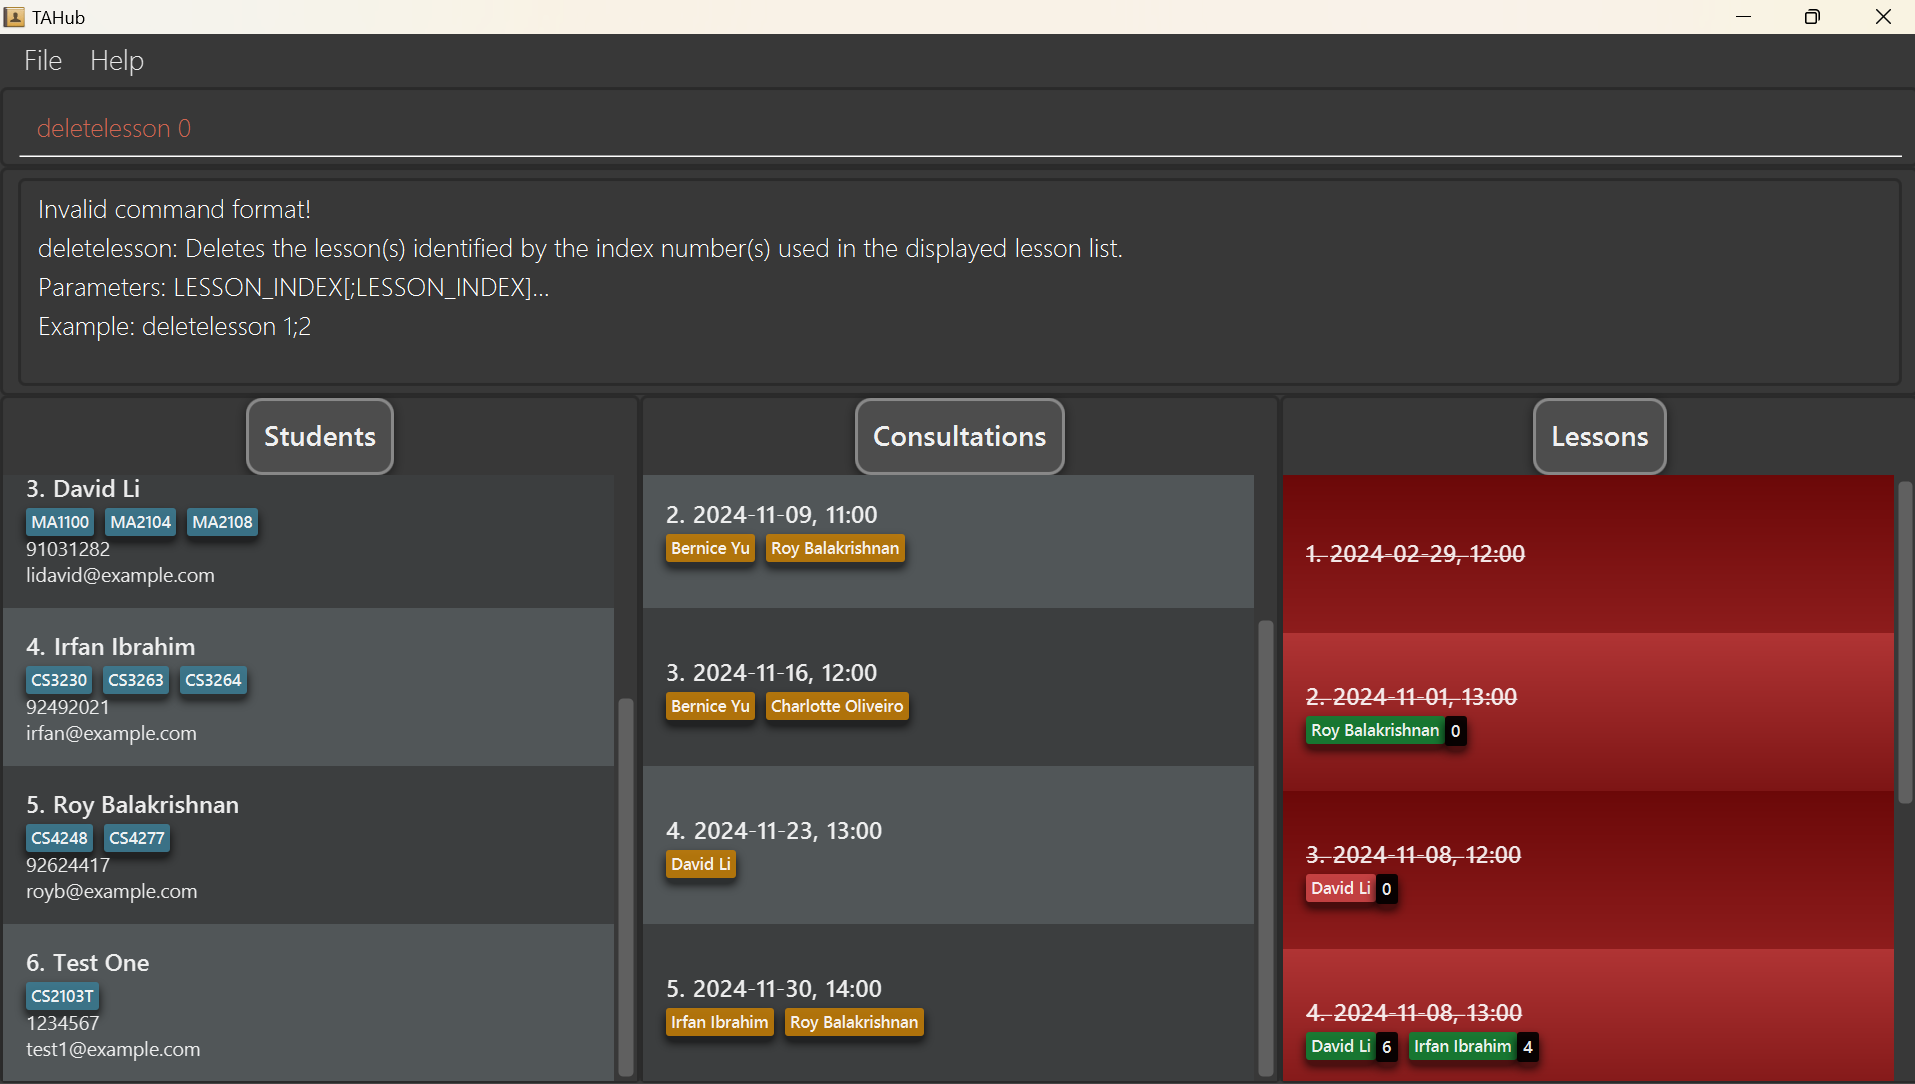 TAHub
File Help
deletelesson 0
Invalid command format!
deletelesson: Deletes the lesson(s) identified by the index number(s) used in the displayed lesson list.
Parameters: LESSON_INDEX[;LESSON_INDEX]...
Example: deletelesson 1;2
Students
3. David Li
MA1100 MA2104 MA2108
91031282
lidavid@example.com
4. Irfan Ibrahim
CS3230 CS3263 CS3264
92492021
irfan@example.com
5. Roy Balakrishnan
CS4248 CS4277
92624417
royb@example.com
6. Test One
CS2103T
1234567
test1@example.com
Consultations
2. 2024-11-09, 11:00
Bernice Yu Roy Balakrishnan
3. 2024-11-16, 12:00
Bernice Yu Charlotte Oliveiro
4. 2024-11-23, 13:00
David Li
5. 2024-11-30, 14:00
Irfan Ibrahim Roy Balakrishnan
Lessons
1. 2024-02-29, 12:00
2. 2024-11-01, 13:00
Roy Balakrishnan 0
3. 2024-11-08, 12:00
David Li 0
4. 2024-11-08, 13:00
David Li 6 Irfan Ibrahim 4